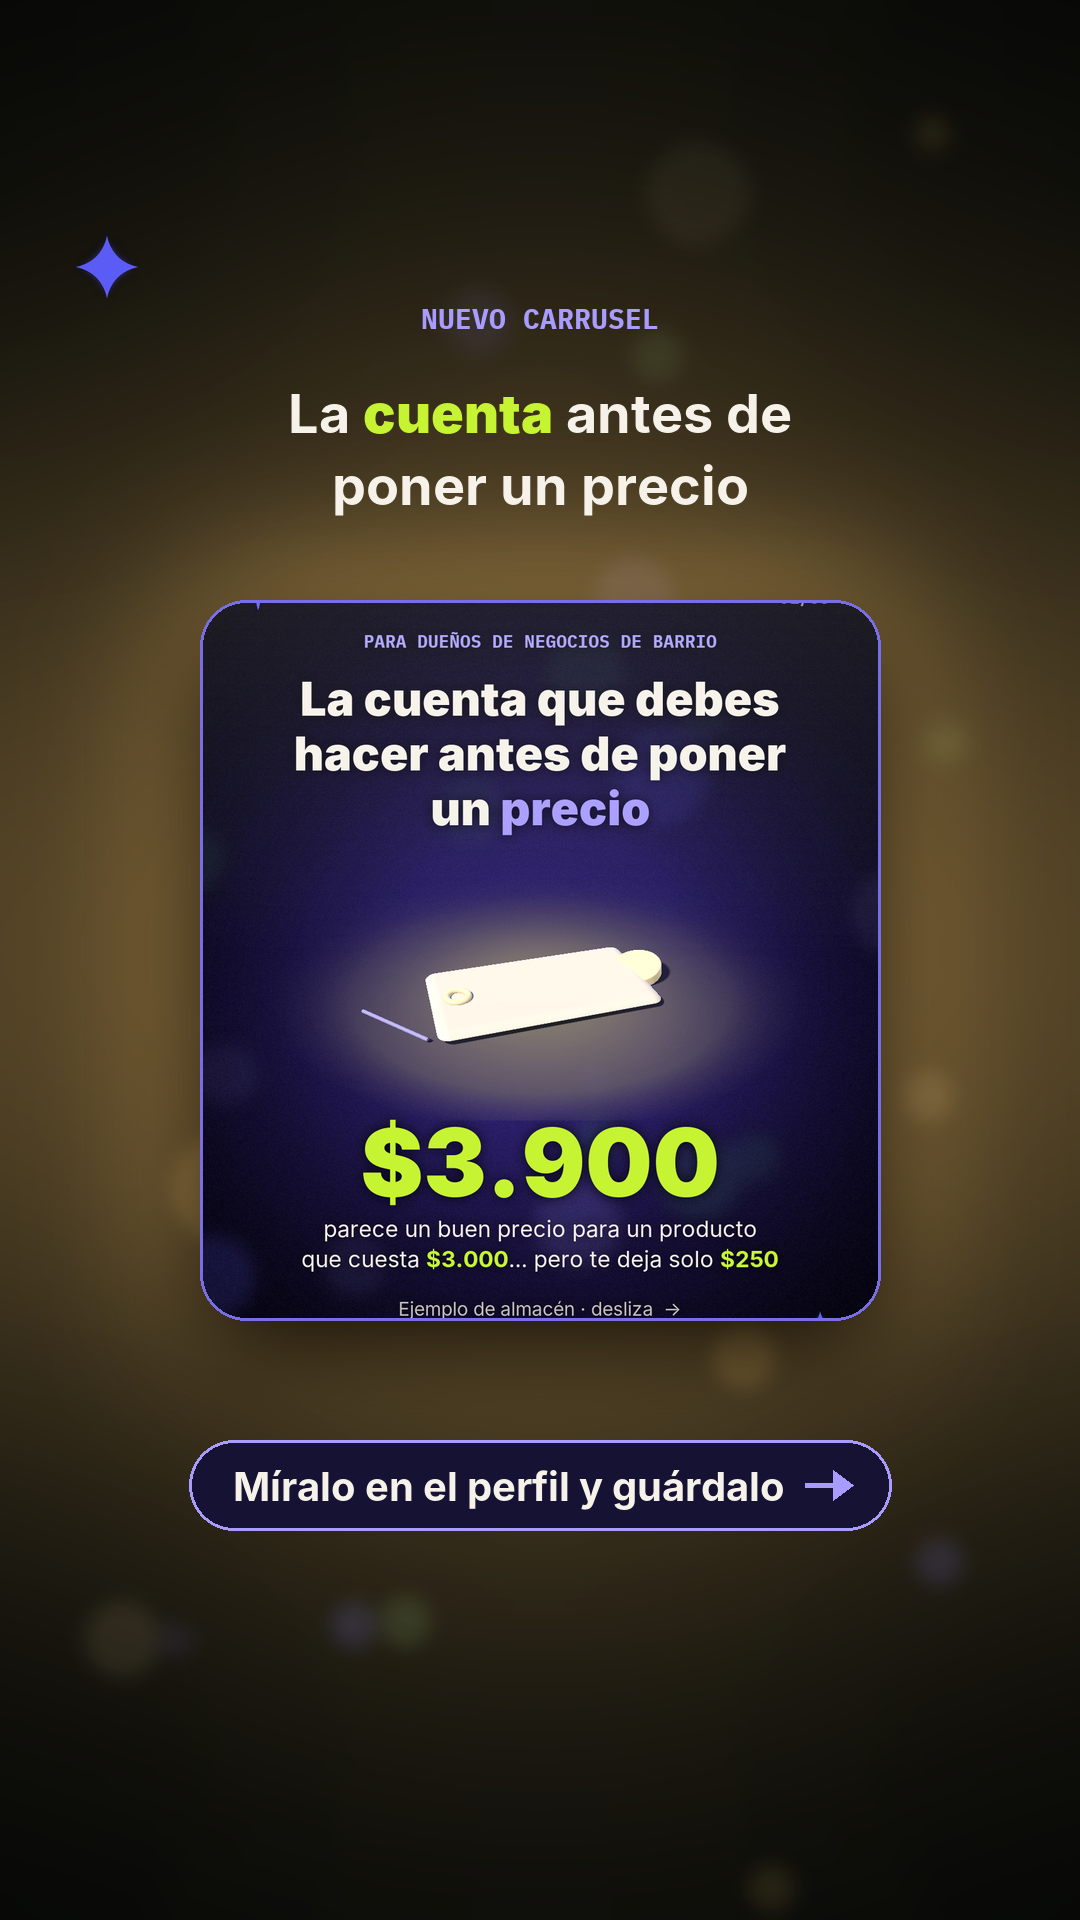 NUEVO CARRUSEL
La cuenta antes de
poner un precio
PARA DUEÑOS DE NEGOCIOS DE BARRIO
La cuenta que debes
hacer antes de poner
un precio
$3.900
parece un buen precio para un producto
que cuesta $3.000... pero te deja solo $250
Ejemplo de almacén · desliza →
Míralo en el perfil y guárdalo →